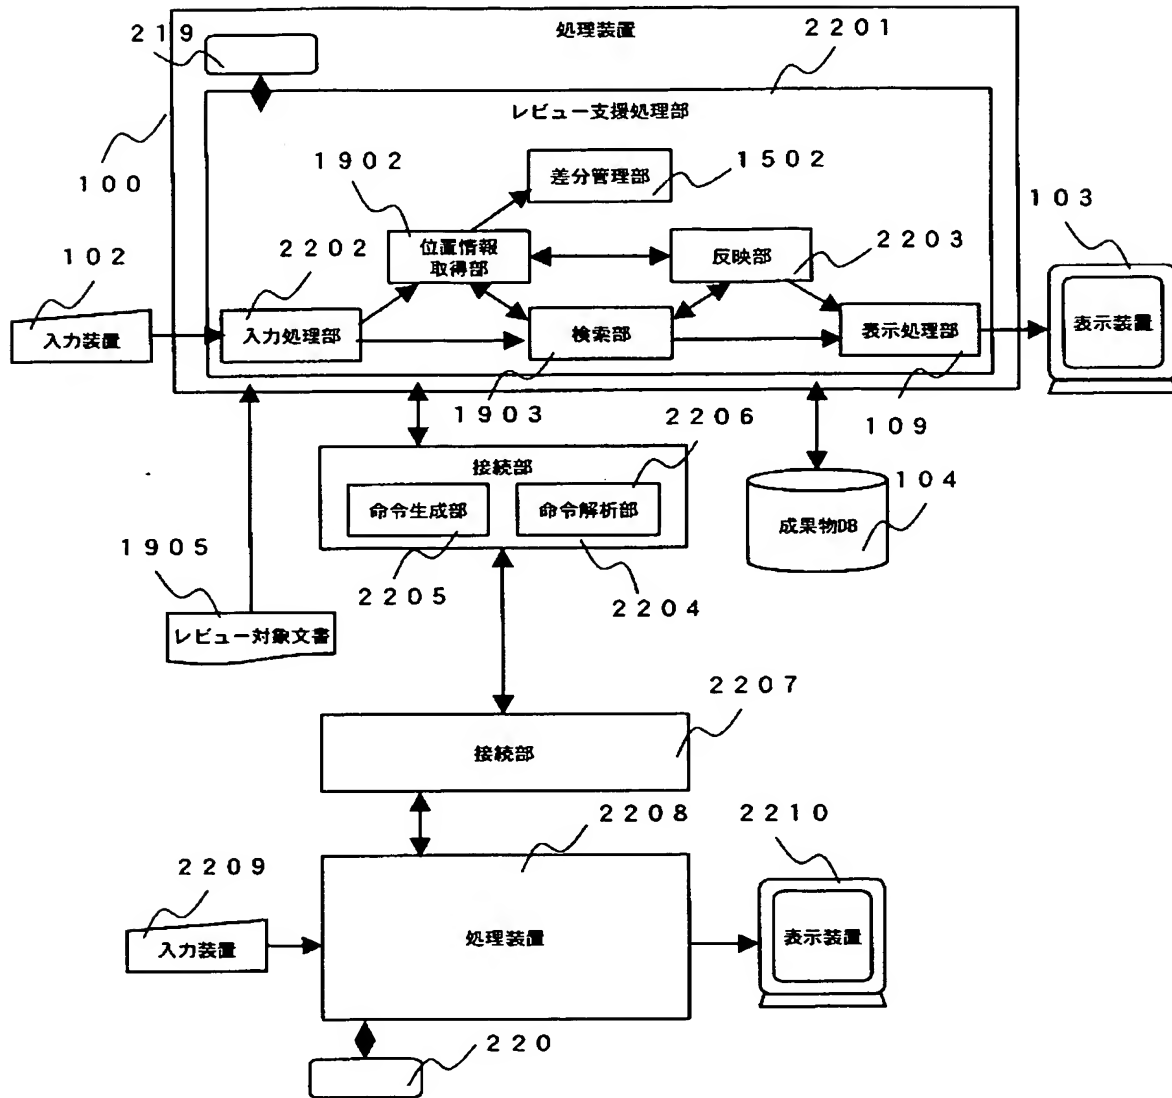 219
処理装置
2201
レビュー支援処理部
100
1902
差分管理部
1502
103
102
2202
位置情報
取得部
反映部
2203
入力装置
入力処理部
検索部
表示処理部
表示装置
1903
2206
109
接続部
104
命令生成部
命令解析部
成果物DB
1905
2205
2204
レビュー対象文書
2207
接続部
2208
2210
2209
入力装置
処理装置
表示装置
220